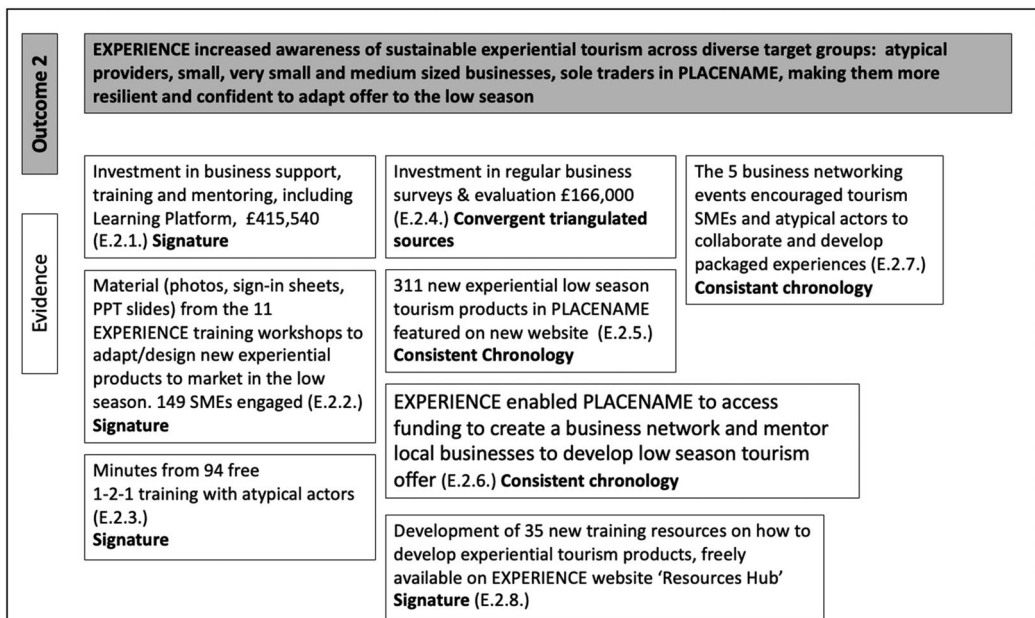 Outcome 2
EXPERIENCE increased awareness of sustainable experiential tourism across diverse target groups:  atypical
providers, small, very small and medium sized businesses, sole traders in PLACENAME, making them more
resilient and confident to adapt offer to the low season
Evidence
Investment in business support,
training and mentoring, including
Learning Platform,  £415,540
(E.2.1.) Signature
Material (photos, sign-in sheets,
PPT slides) from the 11
EXPERIENCE training workshops to
adapt/design new experiential
products to market in the low
season. 149 SMEs engaged (E.2.2.)
Signature
Minutes from 94 free
1-2-1 training with atypical actors
(E.2.3.)
Signature
Investment in regular business
surveys & evaluation £166,000
(E.2.4.) Convergent triangulated
sources
311 new experiential low season
tourism products in PLACENAME
featured on new website  (E.2.5.)
Consistent Chronology
EXPERIENCE enabled PLACENAME to access
funding to create a business network and mentor
local businesses to develop low season tourism
offer (E.2.6.) Consistent chronology
The 5 business networking
events encouraged tourism
SMEs and atypical actors to
collaborate and develop
packaged experiences (E.2.7.)
Consistant chronology
Development of 35 new training resources on how to
develop experiential tourism products, freely
available on EXPERIENCE website ‘Resources Hub’
Signature (E.2.8.)